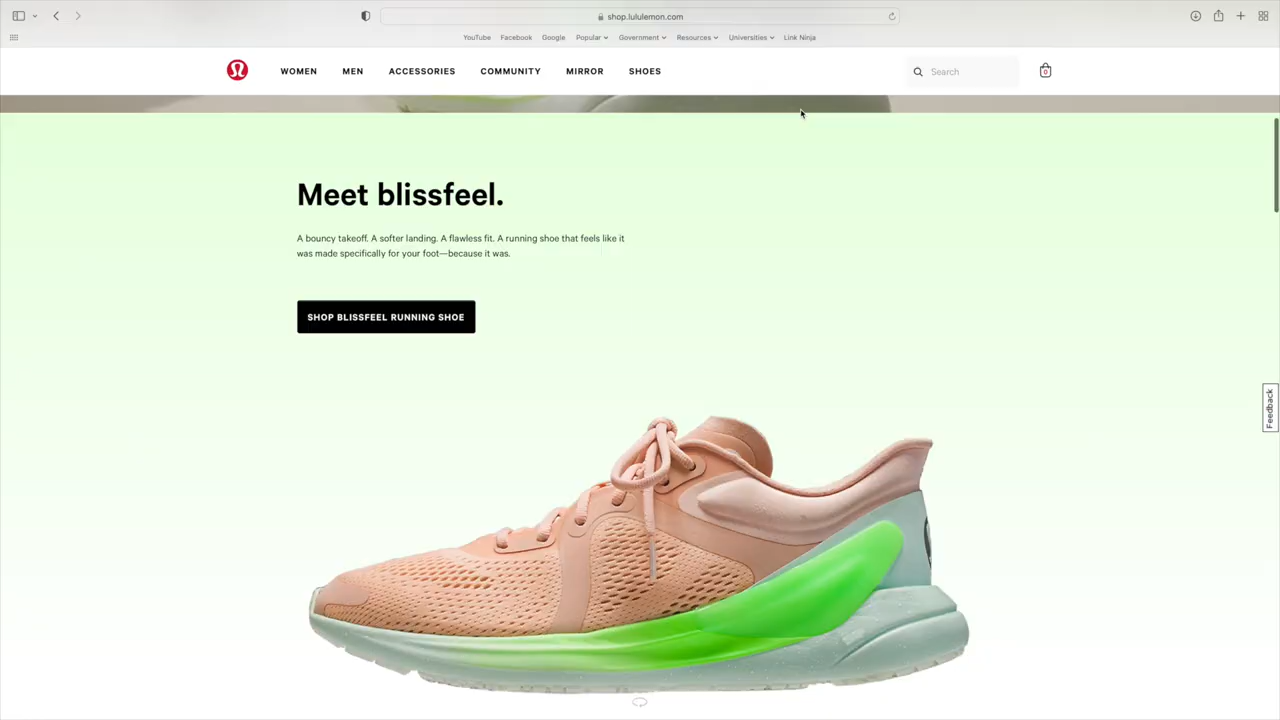 shop.lululemon.com
YouTube Facebook Google Popular Government Resources Universities Link Ninja
WOMEN MEN ACCESSORIES COMMUNITY MIRROR SHOES Search 0
Meet blissfeel.
A bouncy takeoff. A softer landing. A flawless fit. A running shoe that feels like it
was made specifically for your foot—because it was.
SHOP BLISSFEEL RUNNING SHOE
Feedback